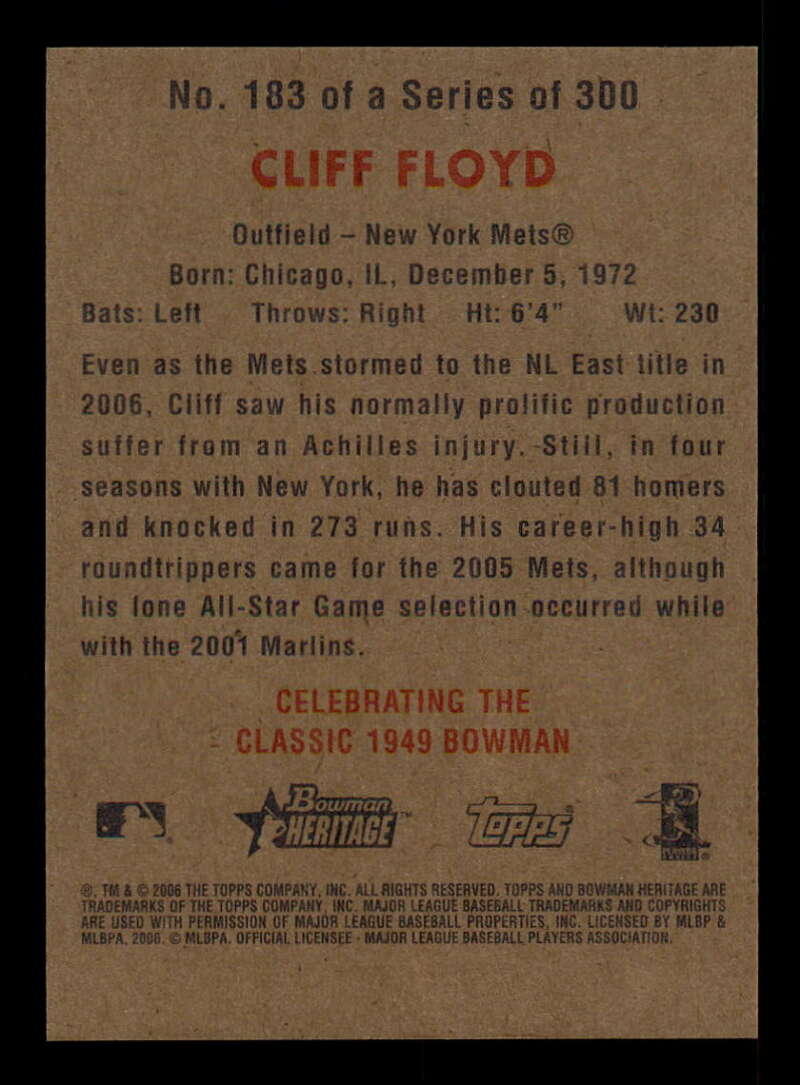 No. 183 of a Series of 300
CLIFF FLOYD
Outfield – New York Mets®
Born: Chicago, IL, December 5, 1972
Bats: Left Throws: Right Ht: 6'4" Wt: 230
Even as the Mets stormed to the NL East title in
2006, Cliff saw his normally prolific production
suffer from an Achilles injury. Still, in four
seasons with New York, he has clouted 81 homers
and knocked in 273 runs. His career-high 34
roundtrippers came for the 2005 Mets, although
his lone All-Star Game selection occurred while
with the 2001 Marlins.
CELEBRATING THE
CLASSIC 1949 BOWMAN
Bowman HERITAGE™ Topps®
®, TM & © 2006 THE TOPPS COMPANY, INC. ALL RIGHTS RESERVED. TOPPS AND BOWMAN HERITAGE ARE
TRADEMARKS OF THE TOPPS COMPANY, INC. MAJOR LEAGUE BASEBALL TRADEMARKS AND COPYRIGHTS
ARE USED WITH PERMISSION OF MAJOR LEAGUE BASEBALL PROPERTIES, INC. LICENSED BY MLBP &
MLBPA, 2006. © MLBPA. OFFICIAL LICENSEE - MAJOR LEAGUE BASEBALL PLAYERS ASSOCIATION.